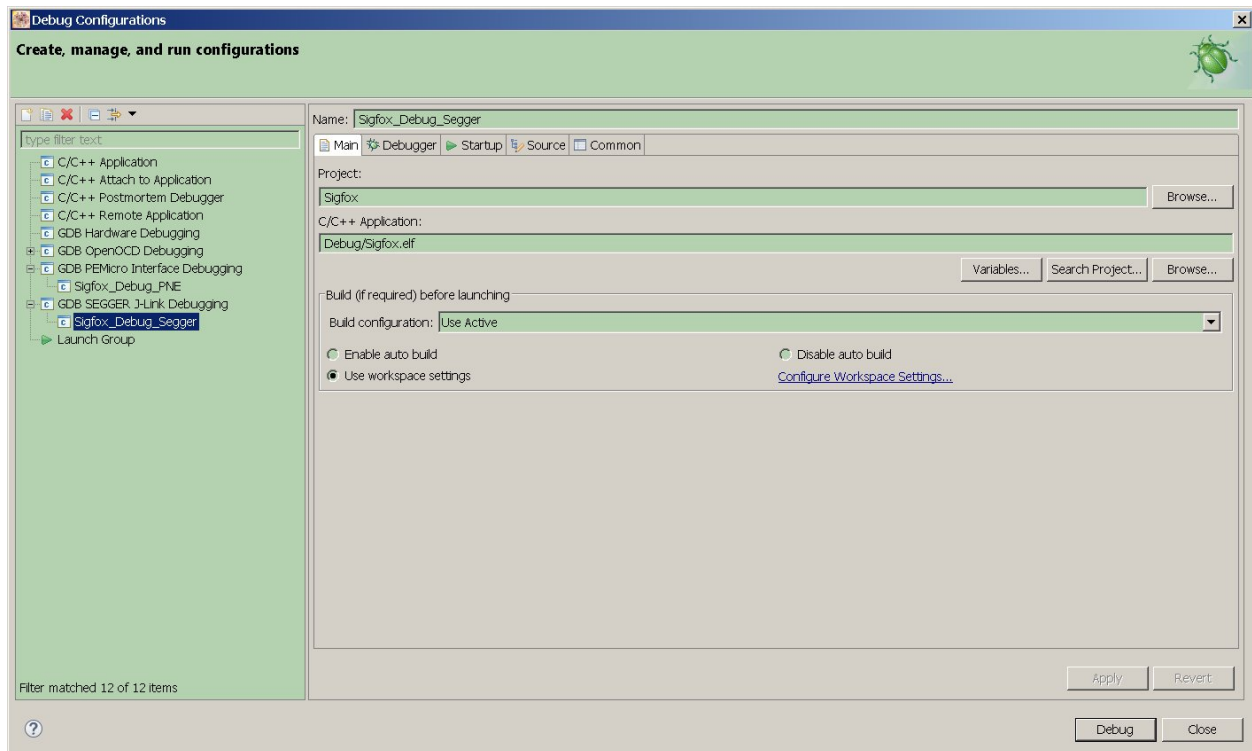 Debug Configurations
Create, manage, and run configurations
type filter text
C/C++ Application
C/C++ Attach to Application
C/C++ Postmortem Debugger
C/C++ Remote Application
GDB Hardware Debugging
GDB OpenOCD Debugging
GDB PEMicro Interface Debugging
Sigfox_Debug_PNE
GDB SEGGER J-Link Debugging
Sigfox_Debug_Segger
Launch Group
Filter matched 12 of 12 items
Name: Sigfox_Debug_Segger
Main Debugger Startup Source Common
Project:
Sigfox Browse...
C/C++ Application:
Debug/Sigfox.elf
Variables... Search Project... Browse...
Build (if required) before launching
Build configuration: Use Active
Enable auto build Disable auto build
Use workspace settings Configure Workspace Settings...
Apply Revert
Debug Close